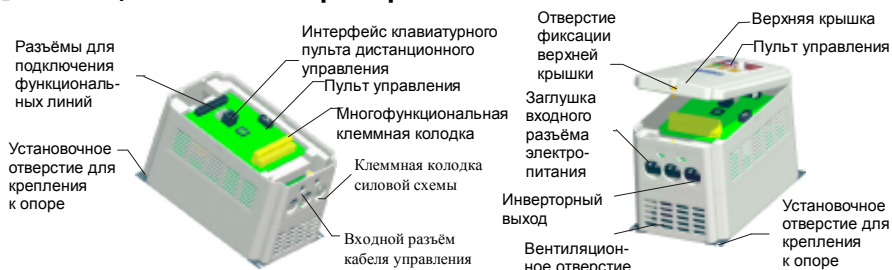 Разъёмы для
подключения
функциональ-
ных линий
Установочное
отверстие для
крепления
к опоре
Интерфейс клавиатурного
пульта дистанционного
управления
Пульт управления
Многофункциональная
клеммная колодка
Клеммная колодка
силовой схемы
Входной разъём
кабеля управления
Отверстие
фиксации
верхней
крышки
Заглушка
входного
разъёма
электро-
питания
Инверторный
выход
Вентиляцион-
ное отверстие
Верхняя крышка
Пульт управления
Установочное
отверстие для
крепления
к опоре